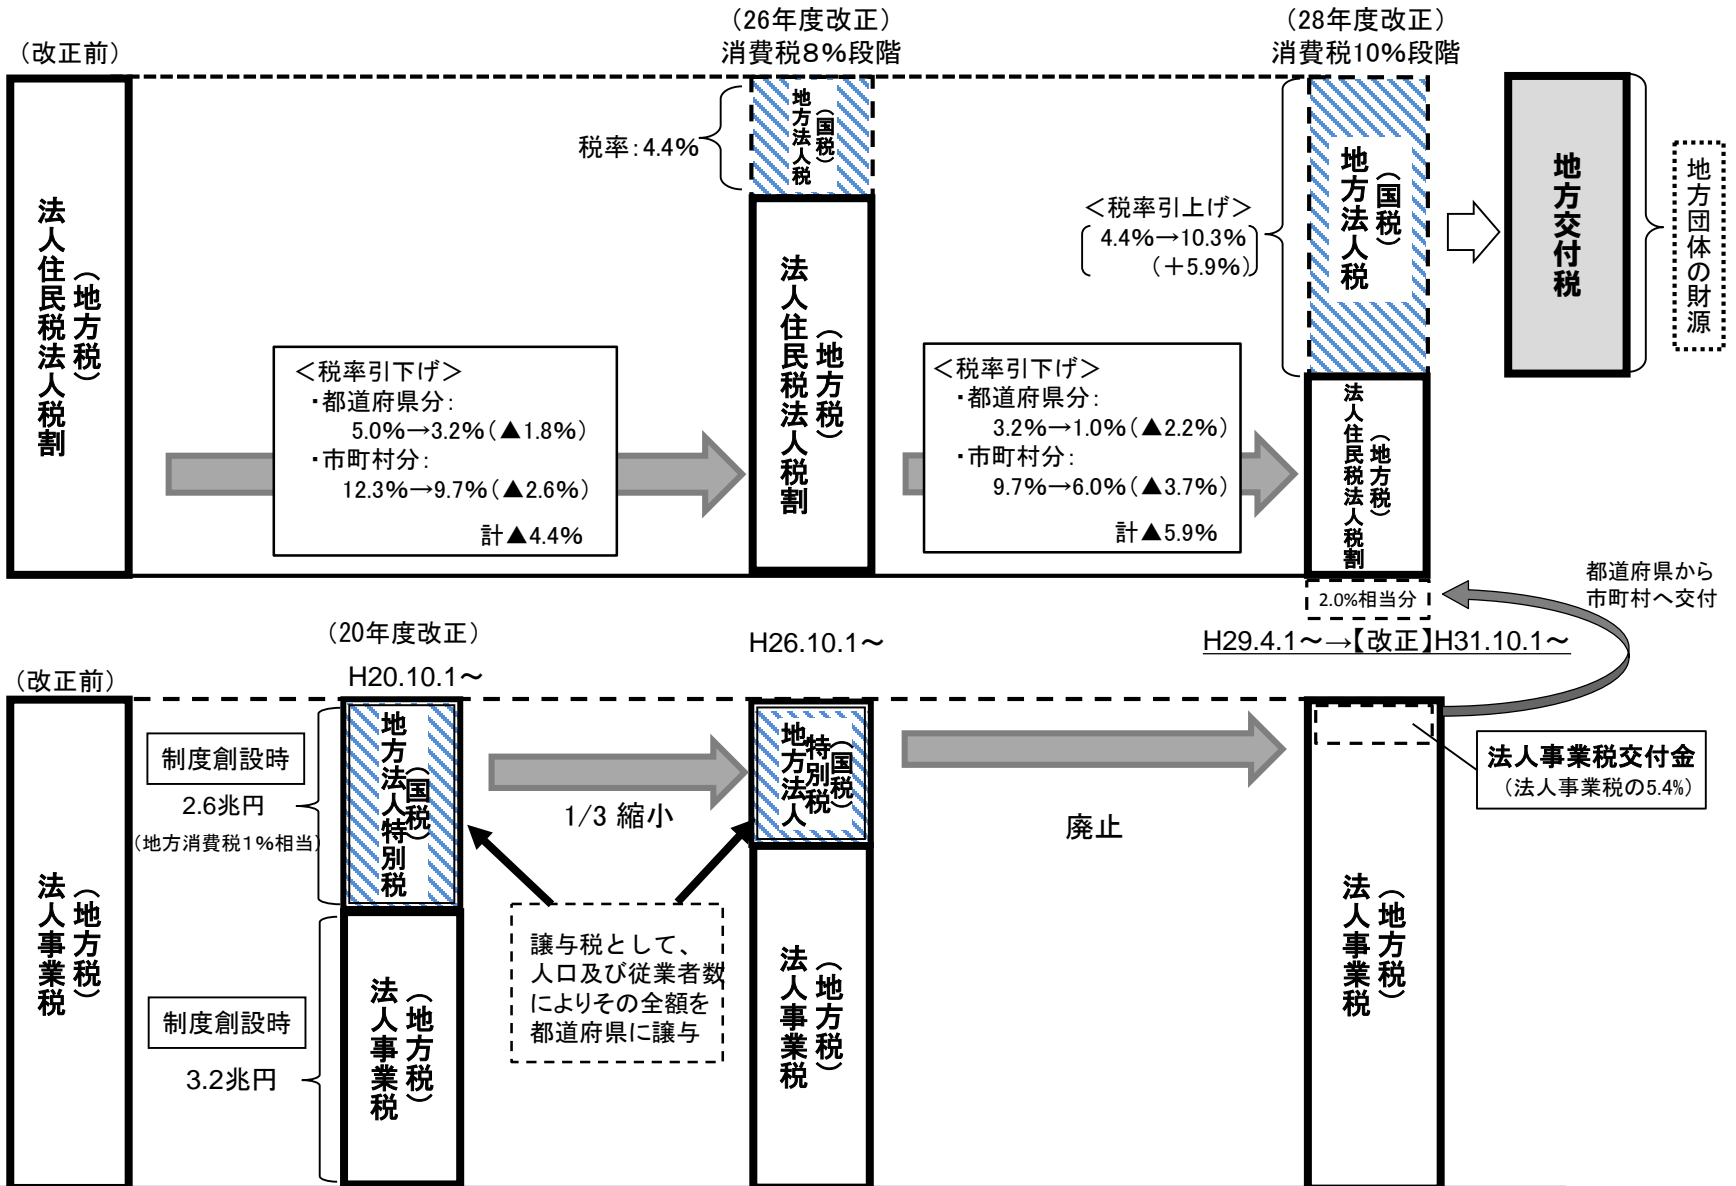 （改正前）
（26年度改正）
消費税８％段階
（28年度改正）
消費税10％段階
法人住民税法人税割
（地方税）
税率：4.4％
地方法人税
（国税）
法人住民税法人税割
（地方税）
＜税率引下げ＞
・都道府県分：
5.0％→3.2％（▲1.8％）
・市町村分：
12.3％→9.7％（▲2.6％）
計▲4.4％
＜税率引上げ＞
4.4％→10.3％
（＋5.9％）
＜税率引下げ＞
・都道府県分：
3.2％→1.0％（▲2.2％）
・市町村分：
9.7％→6.0％（▲3.7％）
計▲5.9％
地方法人税
（国税）
法人住民税法人税割
（地方税）
2.0%相当分
地方交付税
地方団体の財源
都道府県から
市町村へ交付
（20年度改正）
H20.10.1～
H26.10.1～
H29.4.1～→【改正】H31.10.1～
（改正前）
法人事業税
（地方税）
制度創設時
2.6兆円
（地方消費税１％相当）
地方法人特別税
（国税）
制度創設時
3.2兆円
法人事業税
（地方税）
1/3 縮小
譲与税として、
人口及び従業者数
によりその全額を
都道府県に譲与
地方法人
特別税
（国税）
法人事業税
（地方税）
廃止
法人事業税
（地方税）
法人事業税交付金
（法人事業税の5.4％）